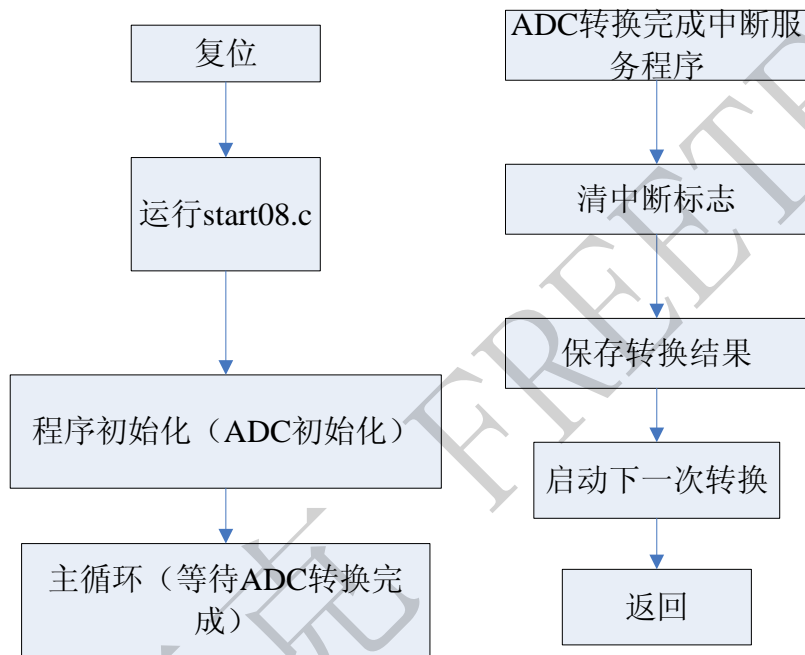 复位
运行start08.c
程序初始化（ADC初始化）
主循环（等待ADC转换完
成）
ADC转换完成中断服
务程序
清中断标志
保存转换结果
启动下一次转换
返回